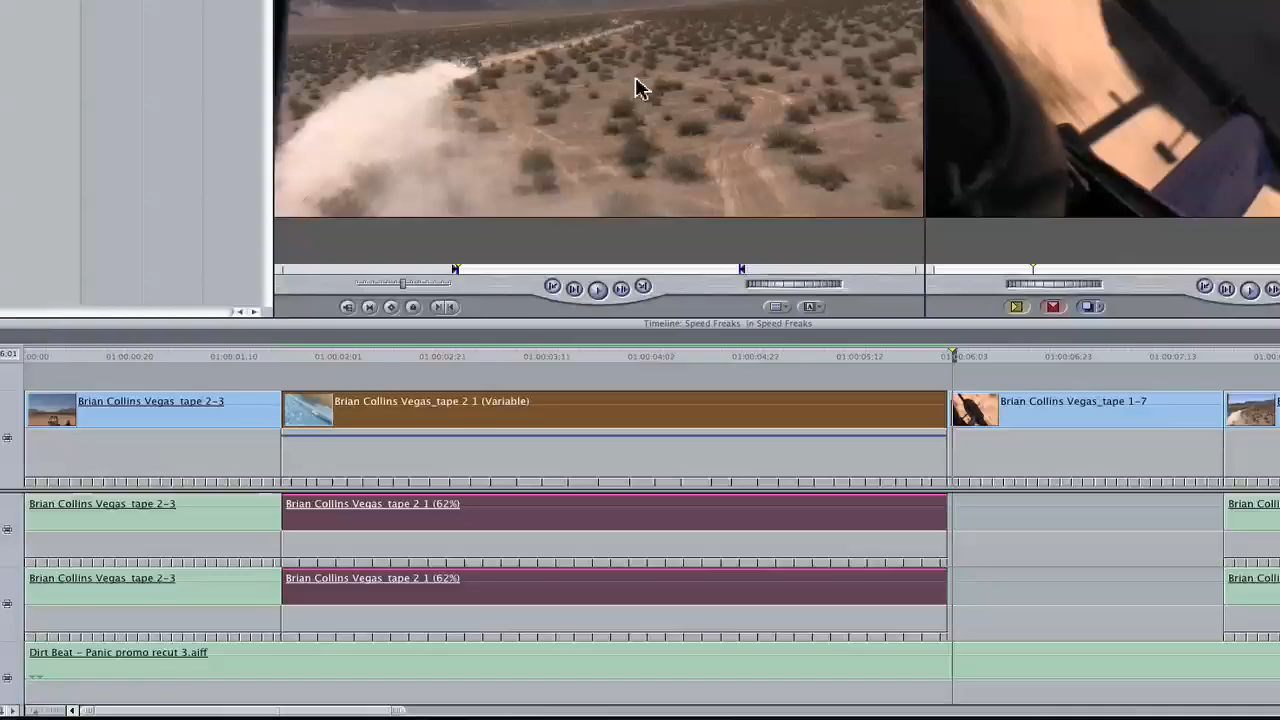 Timeline: Speed Freaks in Speed Freaks
6:01
00:00 01:00:00:20 01:00:01:10 01:00:02:01 01:00:02:21 01:00:03:11 01:00:04:02 01:00:04:22 01:00:05:12 01:00:06:03 01:00:06:23 01:00:07:13 01:00:0
Brian Collins Vegas_tape 2-3 Brian Collins Vegas_tape 2 1 (Variable) Brian Collins Vegas_tape 1-7
Brian Collins Vegas_tape 2-3 Brian Collins Vegas_tape 2 1 (62%) Brian Colli
Brian Collins Vegas_tape 2-3 Brian Collins Vegas_tape 2 1 (62%) Brian Colli
Dirt Beat - Panic promo recut 3.aiff